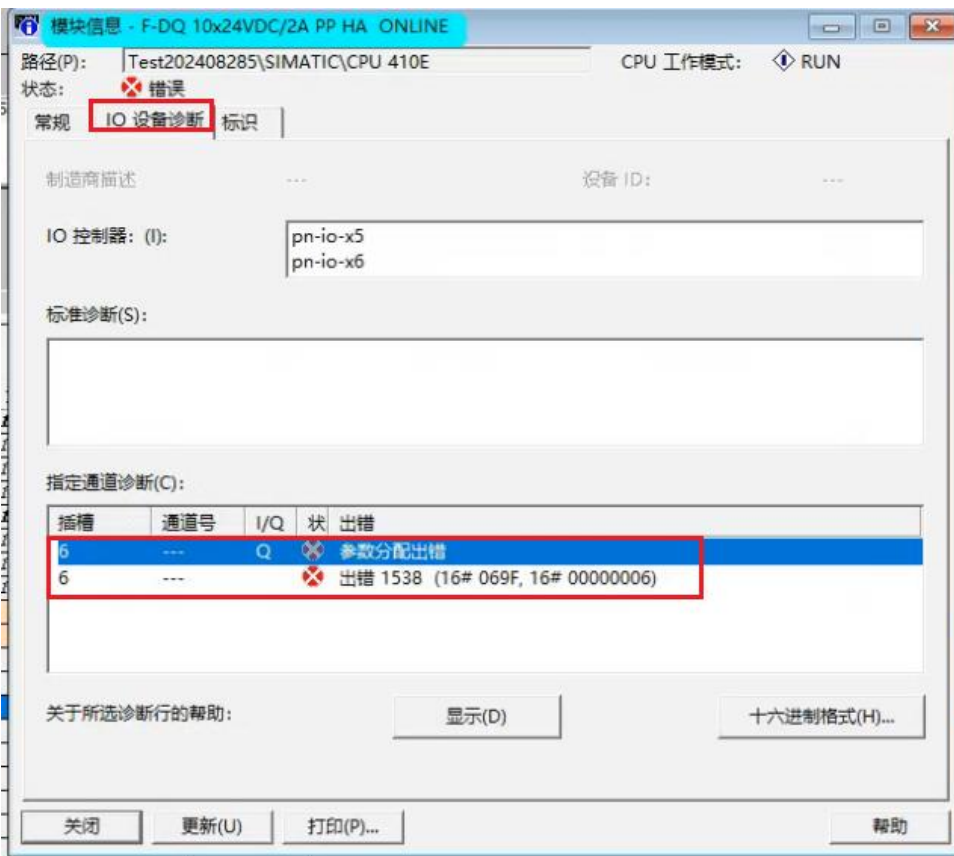 模块信息 - F-DQ 10x24VDC/2A PP HA ONLINE
路径(P): Test202408285\SIMATIC\CPU 410E CPU 工作模式: RUN
状态: 错误
常规 IO 设备诊断 标识
制造商描述 --- 设备 ID: ---
IO 控制器: (I): pn-io-x5
pn-io-x6
标准诊断(S):
指定通道诊断(C):
插槽 通道号 I/Q 状 出错
6 --- Q 参数分配出错
6 --- 出错 1538 (16# 069F, 16# 00000006)
关于所选诊断行的帮助: 显示(D) 十六进制格式(H)...
关闭 更新(U) 打印(P)... 帮助